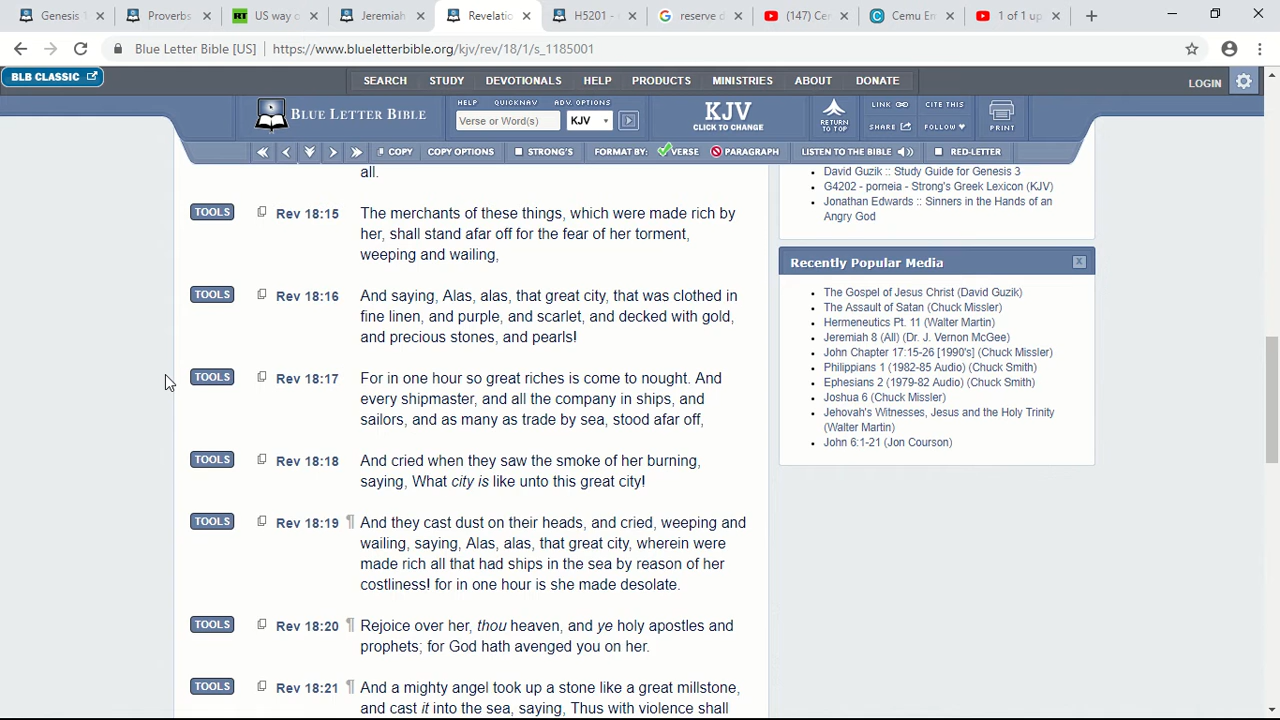 Genesis 1
Proverbs
US way o
Jeremiah
Revelatio
H5201 -
reserve d
(147) Ce
Cemu En
1 of 1 up
Blue Letter Bible [US]
https://www.blueletterbible.org/kjv/rev/18/1/s_1185001
BLB CLASSIC
SEARCH STUDY DEVOTIONALS HELP PRODUCTS MINISTRIES ABOUT DONATE
LOGIN
BLUE LETTER BIBLE
HELP QUICKNAV ADV. OPTIONS
Verse or Word(s) KJV
KJV
CLICK TO CHANGE
RETURN
TO TOP
LINK CITE THIS
SHARE FOLLOW
PRINT
COPY COPY OPTIONS STRONG'S FORMAT BY: VERSE PARAGRAPH LISTEN TO THE BIBLE RED-LETTER
all.
TOOLS Rev 18:15 The merchants of these things, which were made rich by
her, shall stand afar off for the fear of her torment,
weeping and wailing,
TOOLS Rev 18:16 And saying, Alas, alas, that great city, that was clothed in
fine linen, and purple, and scarlet, and decked with gold,
and precious stones, and pearls!
TOOLS Rev 18:17 For in one hour so great riches is come to nought. And
every shipmaster, and all the company in ships, and
sailors, and as many as trade by sea, stood afar off,
TOOLS Rev 18:18 And cried when they saw the smoke of her burning,
saying, What city is like unto this great city!
TOOLS Rev 18:19 ¶ And they cast dust on their heads, and cried, weeping and
wailing, saying, Alas, alas, that great city, wherein were
made rich all that had ships in the sea by reason of her
costliness! for in one hour is she made desolate.
TOOLS Rev 18:20 ¶ Rejoice over her, thou heaven, and ye holy apostles and
prophets; for God hath avenged you on her.
TOOLS Rev 18:21 ¶ And a mighty angel took up a stone like a great millstone,
and cast it into the sea, saying, Thus with violence shall
David Guzik :: Study Guide for Genesis 3
G4202 - porneia - Strong's Greek Lexicon (KJV)
Jonathan Edwards :: Sinners in the Hands of an
Angry God
Recently Popular Media
The Gospel of Jesus Christ (David Guzik)
The Assault of Satan (Chuck Missler)
Hermeneutics Pt. 11 (Walter Martin)
Jeremiah 8 (All) (Dr. J. Vernon McGee)
John Chapter 17:15-26 [1990's] (Chuck Missler)
Philippians 1 (1982-85 Audio) (Chuck Smith)
Ephesians 2 (1979-82 Audio) (Chuck Smith)
Joshua 6 (Chuck Missler)
Jehovah's Witnesses, Jesus and the Holy Trinity
(Walter Martin)
John 6:1-21 (Jon Courson)